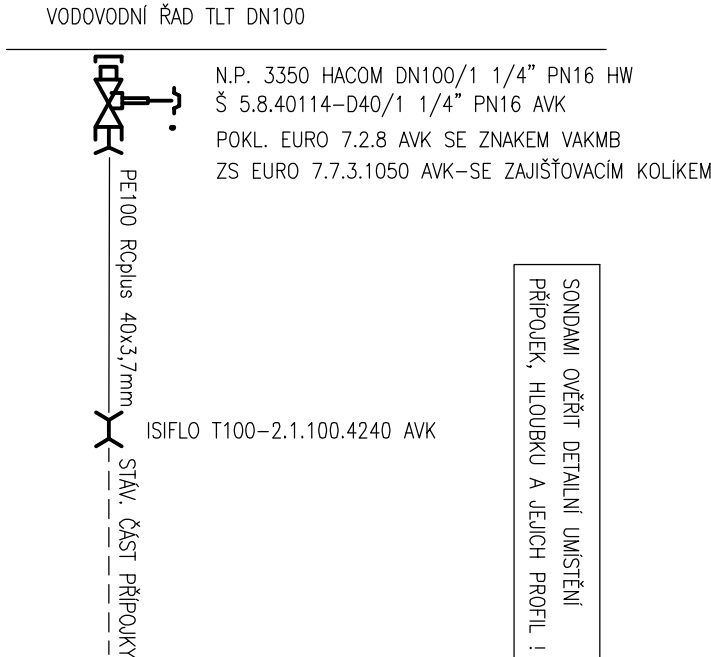 VODOVODNÍ ŘAD TLT DN100
N.P. 3350 HACOM DN100/1 1/4" PN16 HW
Š 5.8.40114-D40/1 1/4" PN16 AVK
POKL. EURO 7.2.8 AVK SE ZNAKEM VAKMB
ZS EURO 7.7.3.1050 AVK-SE ZAJIŠŤOVACÍM KOLÍKEM
PE100 RCplus 40x3,7mm
ISIFLO T100-2.1.100.4240 AVK
STÁV. ČÁST PŘÍPOJKY
SONDAMI OVĚŘIT DETAILNÍ UMÍSTĚNÍ
PŘÍPOJEK, HLOUBKU A JEJICH PROFIL !